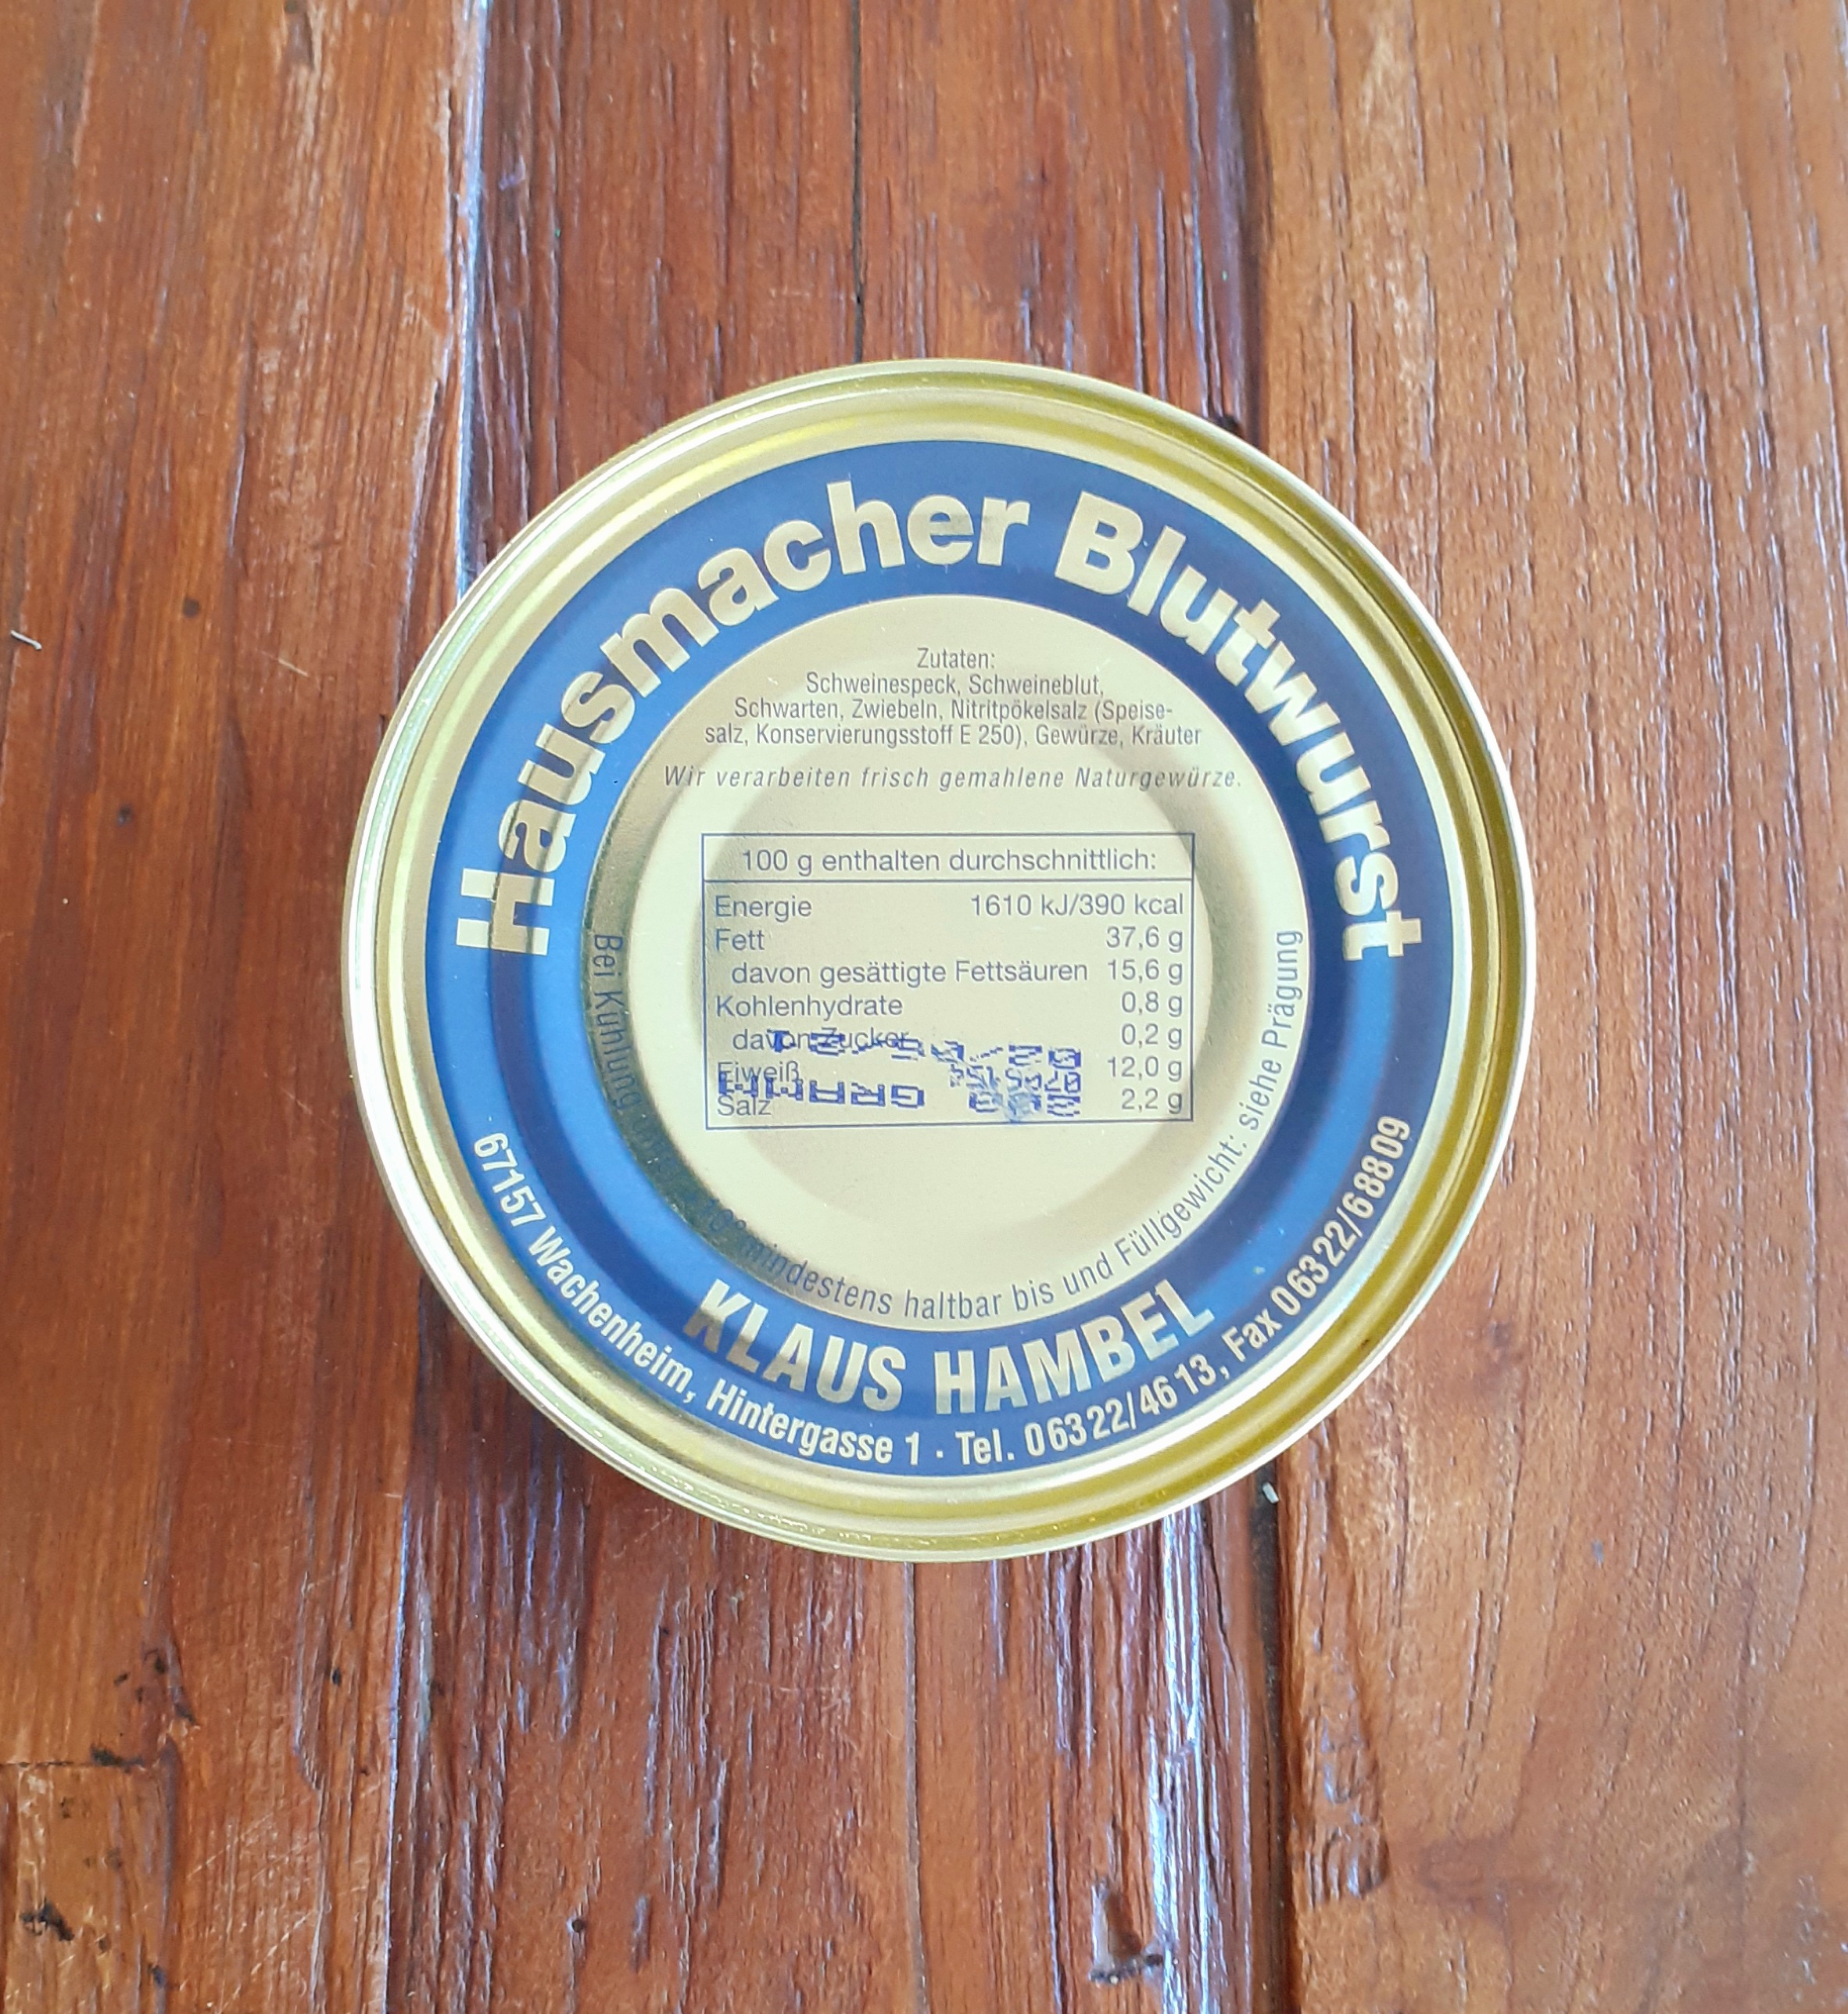 Hausmacher Blutwurst
Zutaten:
Schweinespeck, Schweineblut,
Schwarten, Zwiebeln, Nitritpökelsalz (Speise-
salz, Konservierungsstoff E 250), Gewürze, Kräuter
Wir verarbeiten frisch gemahlene Naturgewürze.
100 g enthalten durchschnittlich:
Energie 1610 kJ/390 kcal
Fett 37,6 g
davon gesättigte Fettsäuren 15,6 g
Kohlenhydrate 0,8 g
davon Zucker 0,2 g
Eiweiß 12,0 g
Salz 2,2 g
GRAMM
Bei Kühlung mindestens haltbar bis und Füllgewicht: siehe Prägung
KLAUS HAMBEL
67157 Wachenheim, Hintergasse 1 · Tel. 06322/4613, Fax 06322/68809